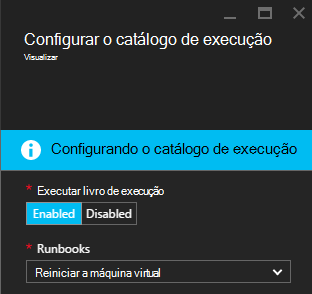 Configurar o catálogo de execução
Visualizar
Configurando o catálogo de execução
* Executar livro de execução
Enabled Disabled
* Runbooks
Reiniciar a máquina virtual